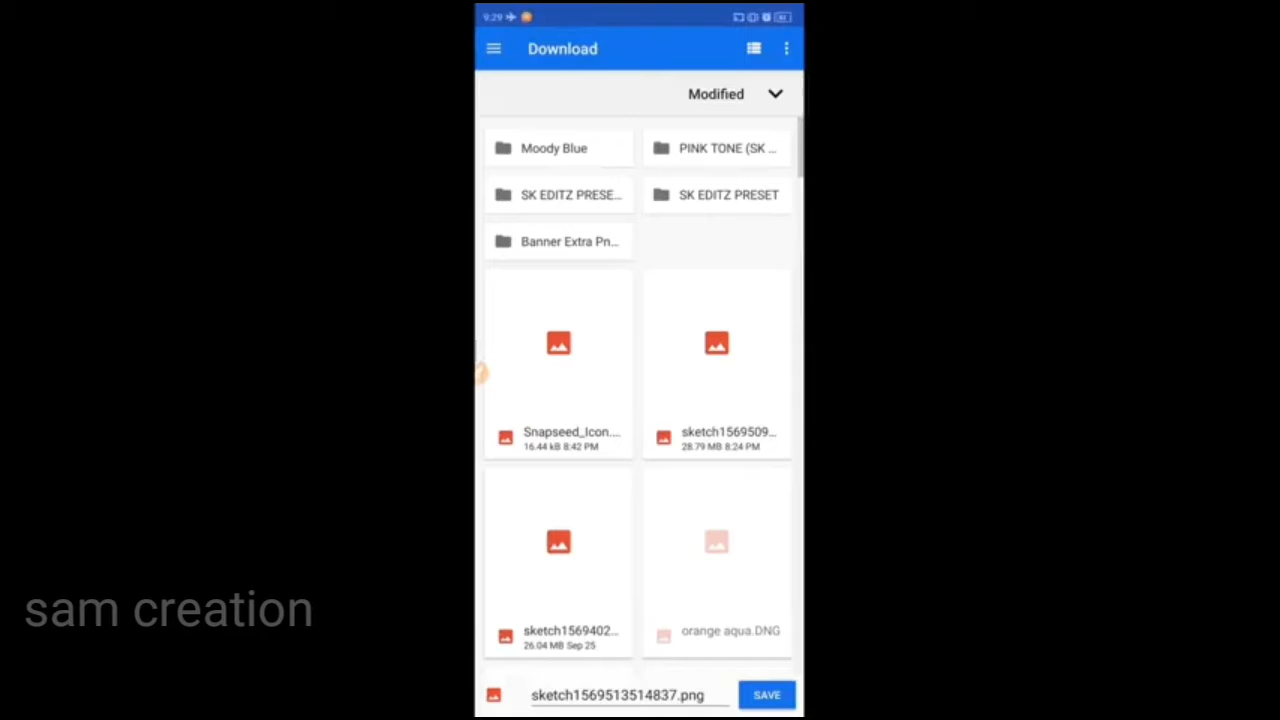 9:29
Download
Modified
Moody Blue
PINK TONE (SK ...
SK EDITZ PRESE...
SK EDITZ PRESET
Banner Extra Pn...
Snapseed_Icon....
16.44 kB 8:42 PM
sketch1569509...
28.79 MB 8:24 PM
sketch1569402...
26.04 MB Sep 25
orange aqua.DNG
sketch1569513514837.png
SAVE
sam creation